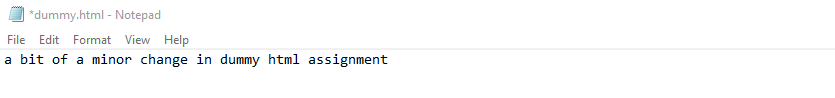 *dummy.html - Notepad
File Edit Format View Help
a bit of a minor change in dummy html assignment